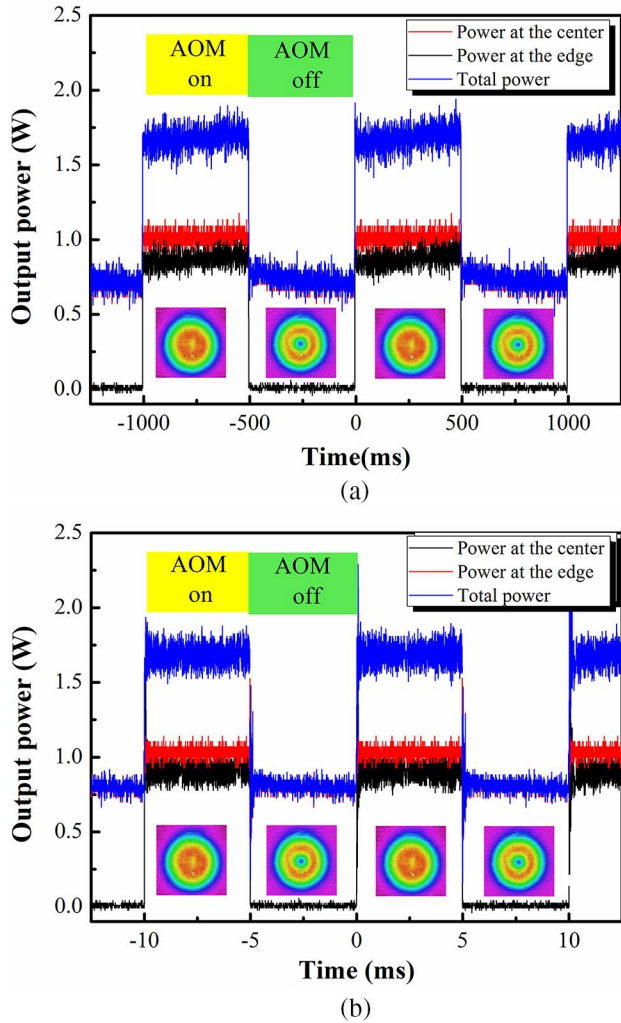 2.5
2.0
1.5
1.0
0.5
0.0
Output power (W)
AOM on
AOM off
Power at the center
Power at the edge
Total power
-1000 -500 0 500 1000
Time(ms)
(a)
2.5
2.0
1.5
1.0
0.5
0.0
Output power (W)
AOM on
AOM off
Power at the center
Power at the edge
Total power
-10 -5 0 5 10
Time (ms)
(b)